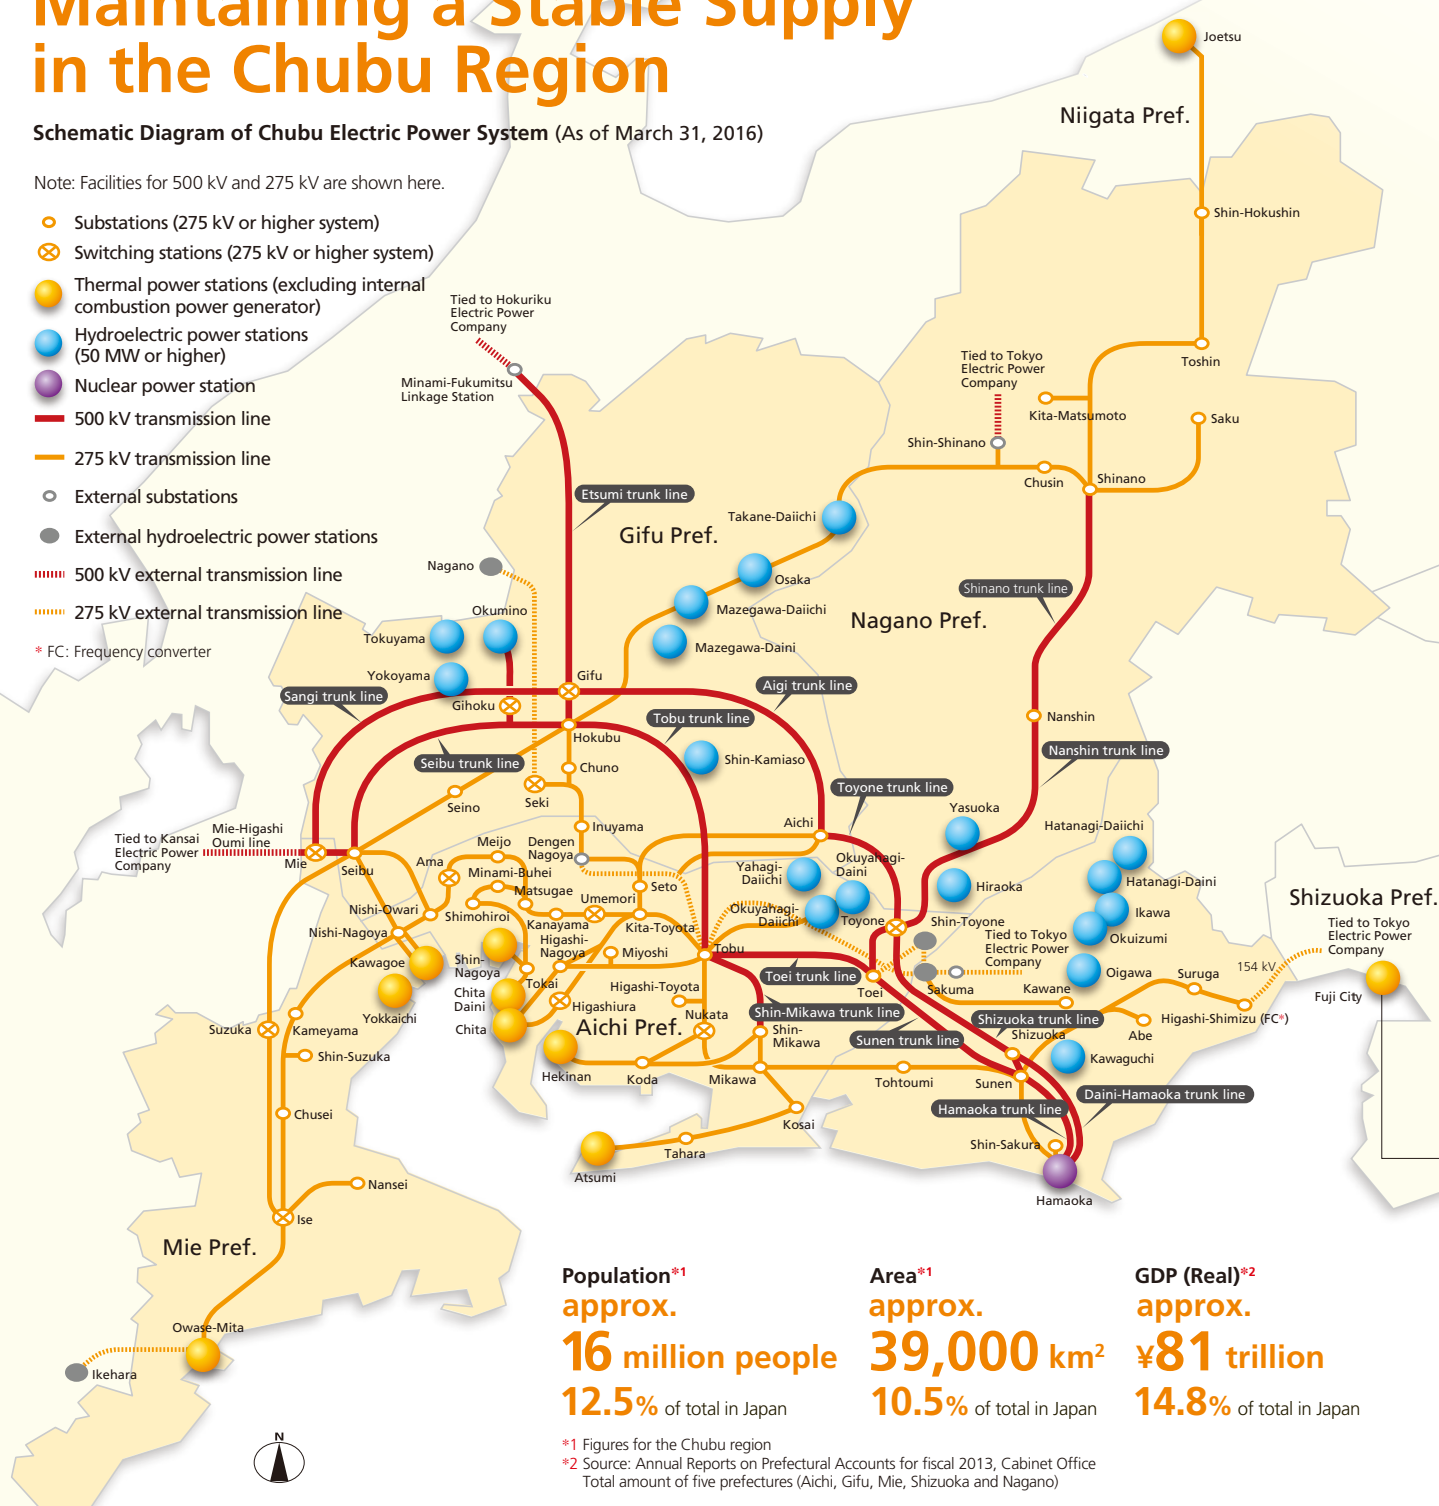 Maintaining a Stable Supply
in the Chubu Region
Schematic Diagram of Chubu Electric Power System (As of March 31, 2016)
Note: Facilities for 500 kV and 275 kV are shown here.
Substations (275 kV or higher system)
Switching stations (275 kV or higher system)
Thermal power stations (excluding internal
combustion power generator)
Hydroelectric power stations
(50 MW or higher)
Nuclear power station
500 kV transmission line
275 kV transmission line
External substations
External hydroelectric power stations
500 kV external transmission line
275 kV external transmission line
* FC: Frequency converter
Joetsu
Niigata Pref.
Shin-Hokushin
Toshin
Tied to Hokuriku
Electric Power
Company
Minami-Fukumitsu
Linkage Station
Tied to Tokyo
Electric Power
Company
Kita-Matsumoto
Saku
Shin-Shinano
Chusin
Shinano
Etsumi trunk line
Gifu Pref.
Takane-Daiichi
Nagano
Osaka
Okumino
Mazegawa-Daiichi
Shinano trunk line
Nagano Pref.
Tokuyama
Mazegawa-Daini
Yokoyama
Gifu
Sangi trunk line
Aigi trunk line
Gihoku
Tobu trunk line
Nanshin
Hokubu
Seibu trunk line
Chuno
Shin-Kamiaso
Nanshin trunk line
Seino
Seki
Toyone trunk line
Yasuoka
Hatanagi-Daiichi
Tied to Kansai
Electric Power
Company
Mie-Higashi
Oumi line
Mie
Seibu
Inuyama
Aichi
Dengen
Nagoya
Meijo
Ama
Minami-Buhei
Matsugae
Umemori
Seto
Yahagi-
Daiichi
Okuyahagi-
Daini
Hiraoka
Hatanagi-Daini
Ikawa
Shizuoka Pref.
Nishi-Owari
Shimohiroi
Kanayama
Kita-Toyota
Okuyahagi-
Daiichi
Toyone
Shin-Toyone
Okuizumi
Tied to Tokyo
Electric Power
Company
Nishi-Nagoya
Higashi-
Nagoya
Miyoshi
Tobu
Tied to Tokyo
Electric Power
Company
Kawagoe
Shin-
Nagoya
Tokai
Toei trunk line
Toei
Sakuma
Oigawa
Suruga
154 kV
Fuji City
Yokkaichi
Chita
Daini
Higashi-Toyota
Higashiura
Kawane
Chita
Aichi Pref.
Nukata
Shin-Mikawa trunk line
Shizuoka trunk line
Higashi-Shimizu (FC*)
Abe
Suzuka
Kameyama
Shin-
Mikawa
Sunen trunk line
Shizuoka
Kawaguchi
Shin-Suzuka
Hekinan
Koda
Mikawa
Tohtoumi
Sunen
Daini-Hamaoka trunk line
Hamaoka trunk line
Chusei
Kosai
Tahara
Atsumi
Shin-Sakura
Hamaoka
Nansei
Ise
Mie Pref.
Owase-Mita
Ikehara
N
Population*1
approx.
16 million people
12.5% of total in Japan
Area*1
approx.
39,000 km²
10.5% of total in Japan
GDP (Real)*2
approx.
¥81 trillion
14.8% of total in Japan
*1 Figures for the Chubu region
*2 Source: Annual Reports on Prefectural Accounts for fiscal 2013, Cabinet Office
Total amount of five prefectures (Aichi, Gifu, Mie, Shizuoka and Nagano)